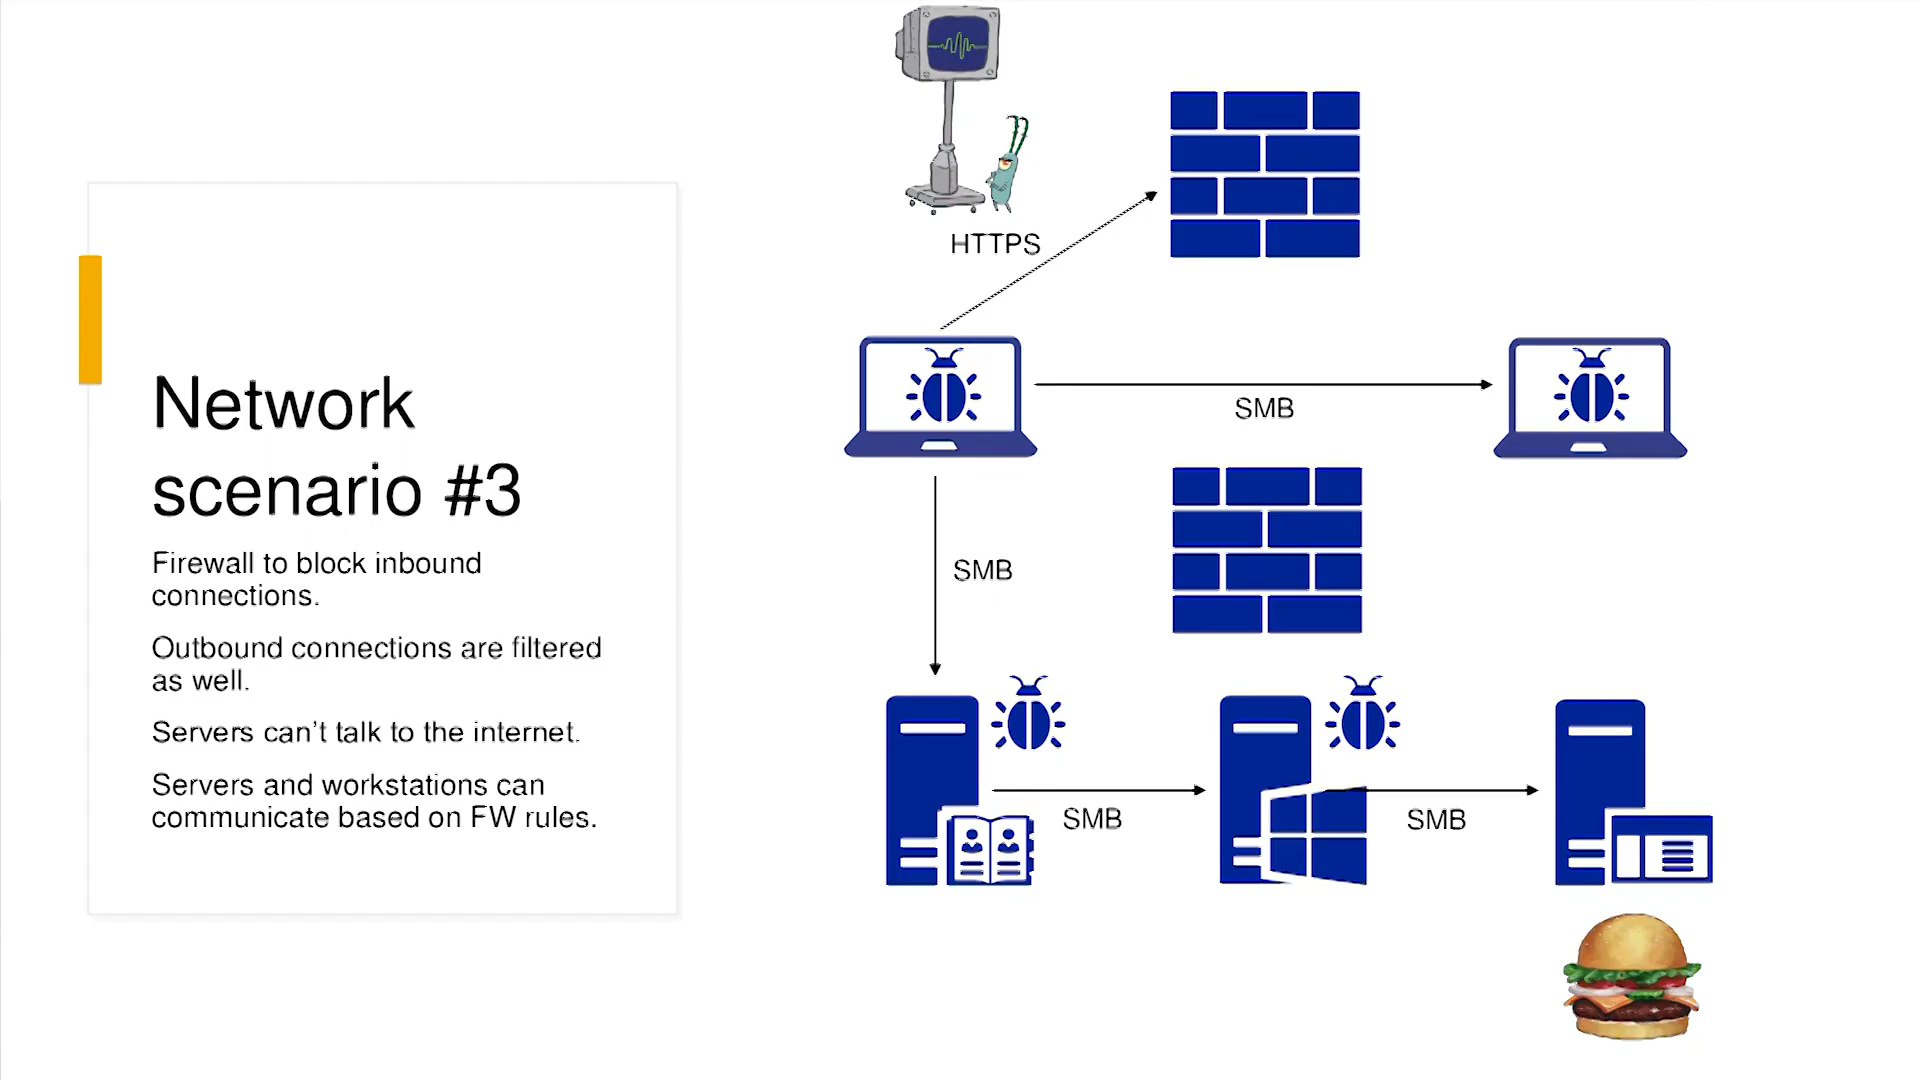 Network
scenario #3
Firewall to block inbound
connections.
Outbound connections are filtered
as well.
Servers can’t talk to the internet.
Servers and workstations can
communicate based on FW rules.
HTTPS
SMB
SMB
SMB
SMB